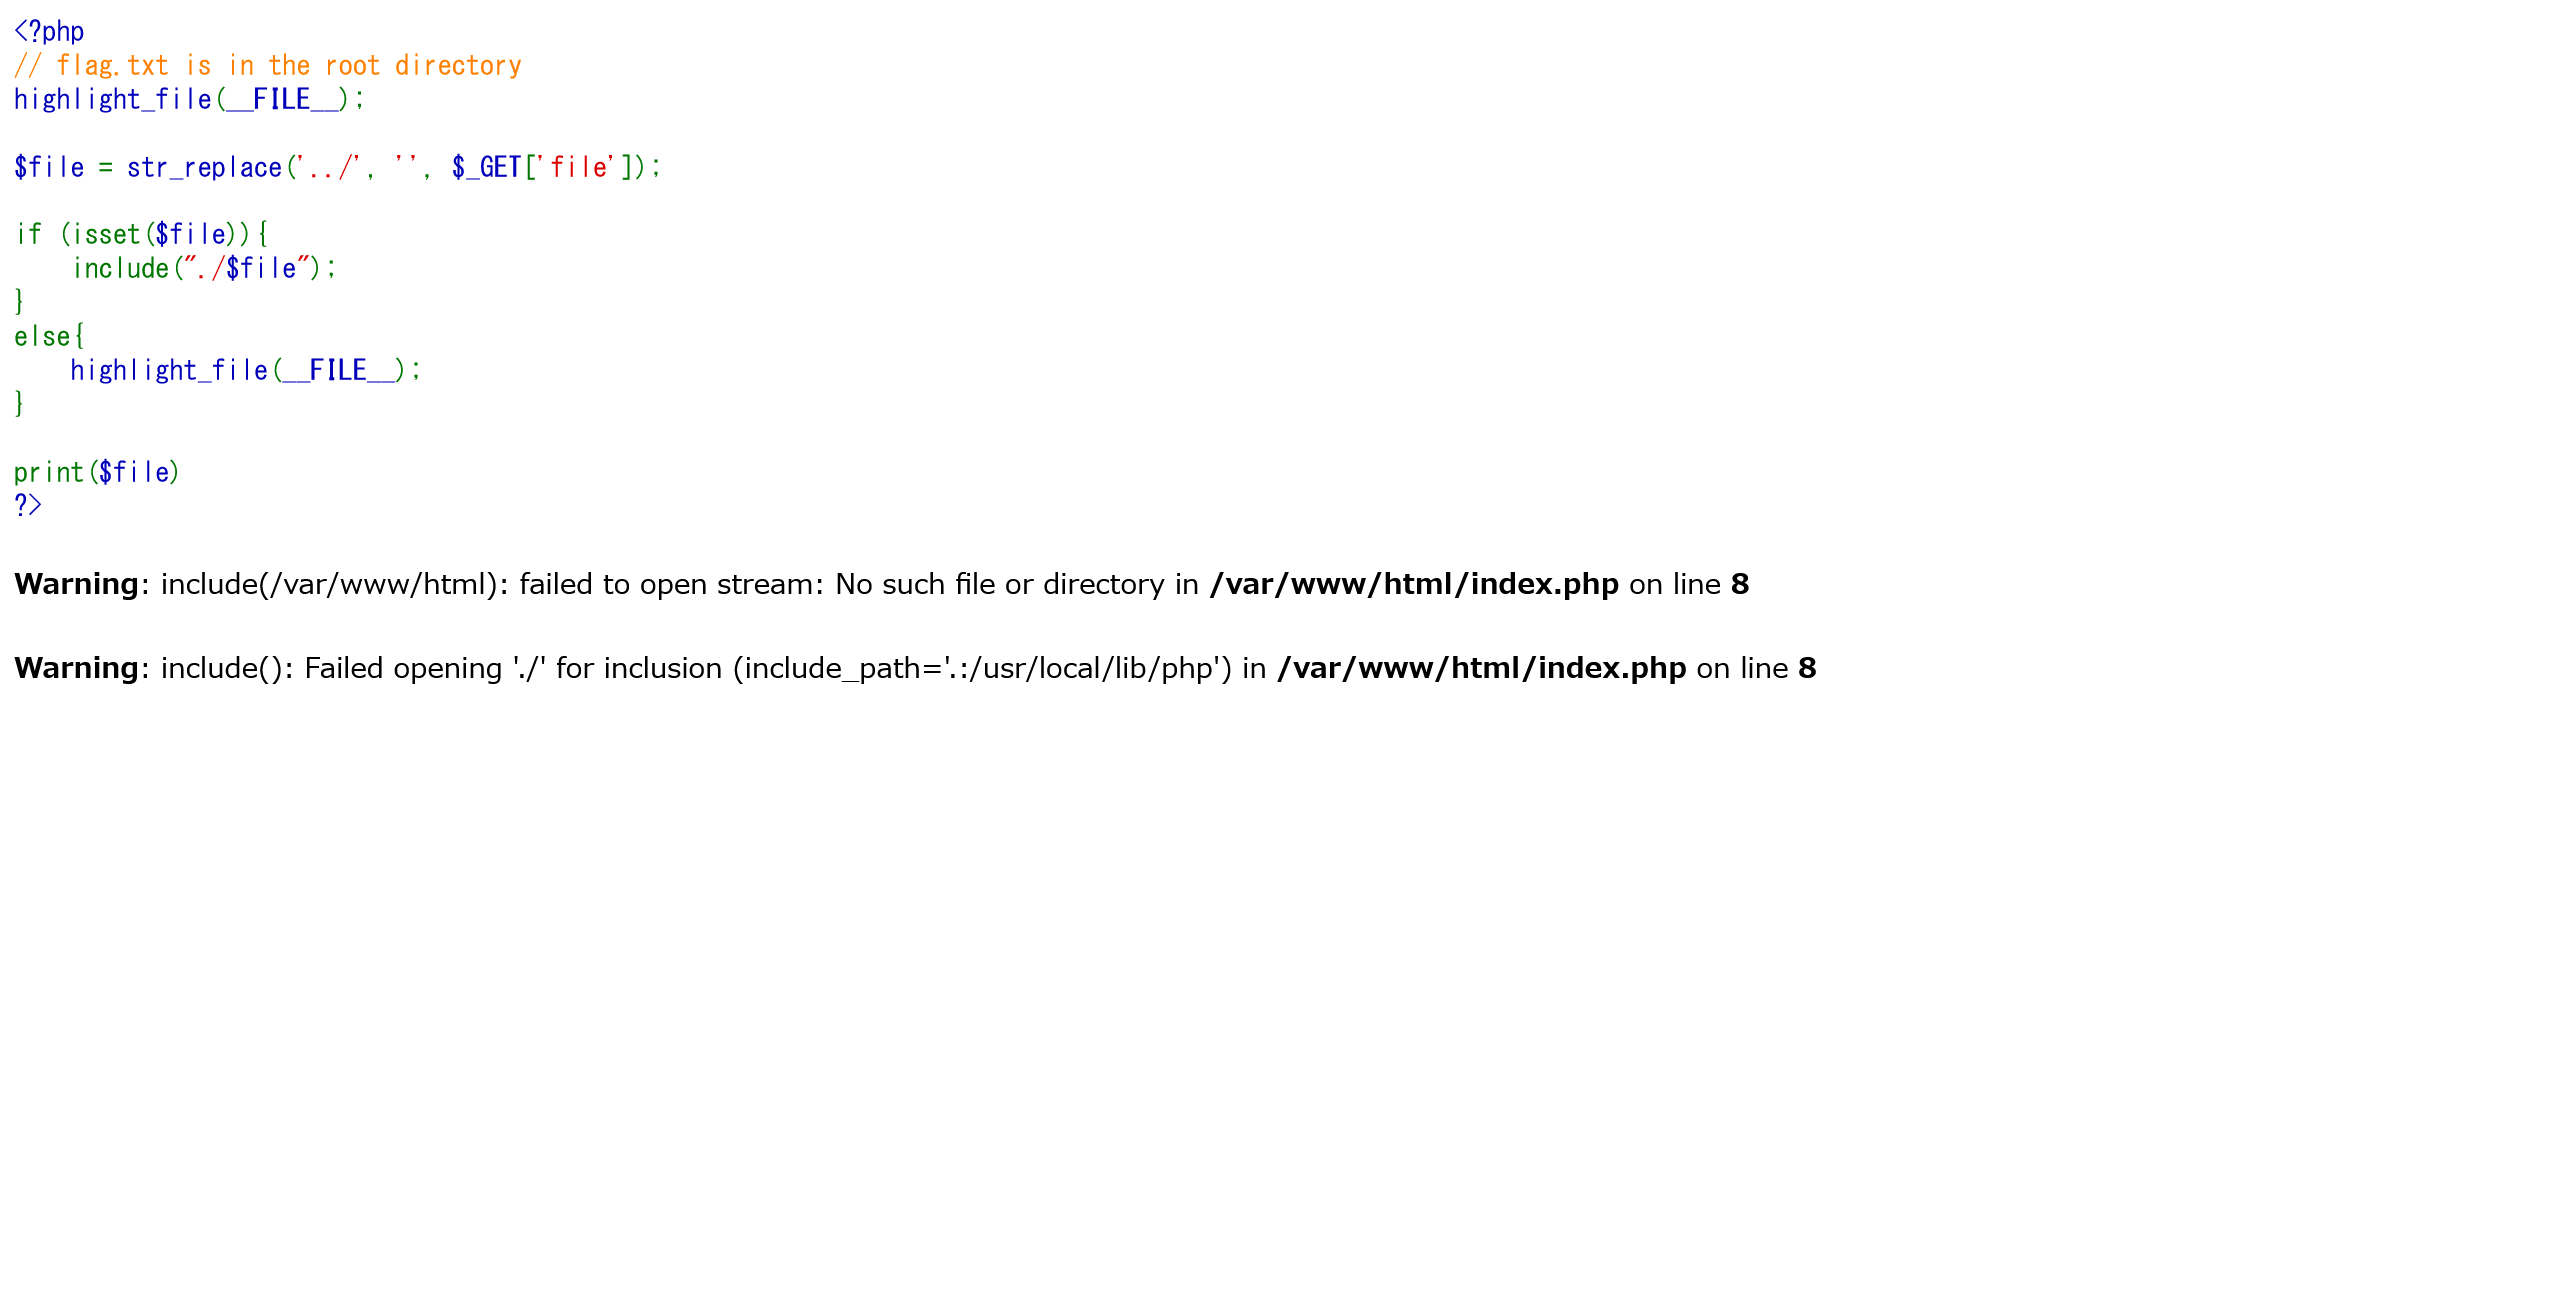 <?php
// flag.txt is in the root directory
highlight_file(__FILE__);
$file = str_replace('../', '', $_GET['file']);
if (isset($file)){
    include("./$file");
}
else{
    highlight_file(__FILE__);
}
print($file)
?>
Warning: include(/var/www/html): failed to open stream: No such file or directory in /var/www/html/index.php on line 8
Warning: include(): Failed opening './' for inclusion (include_path='.:/usr/local/lib/php') in /var/www/html/index.php on line 8